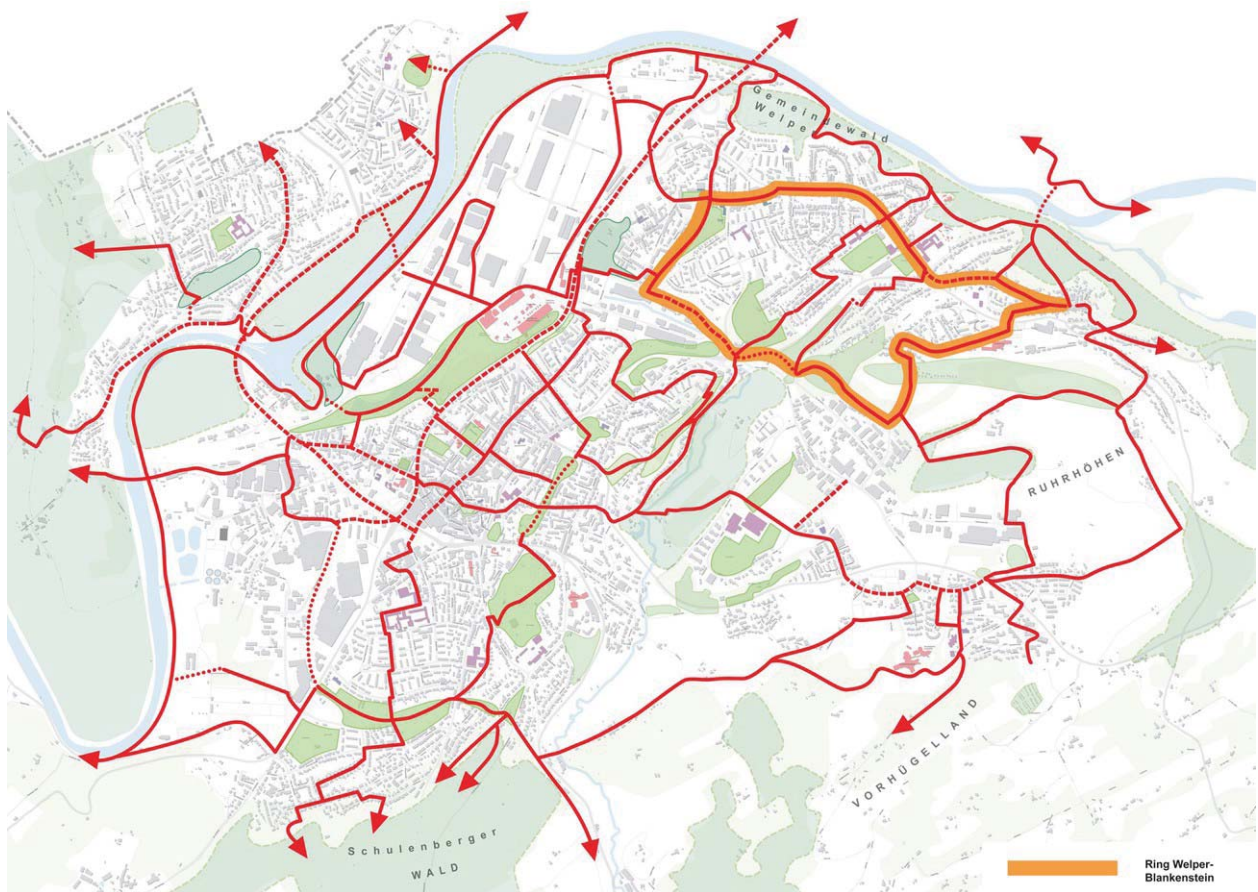 Gemeindewald
Welper
RUHRHÖHEN
VORHÜGELLAND
Schulenberger
WALD
Ring Welper-
Blankenstein